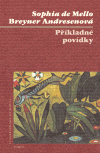 Sophia de Mello
Breyner Andresenová
Příkladné
povídky